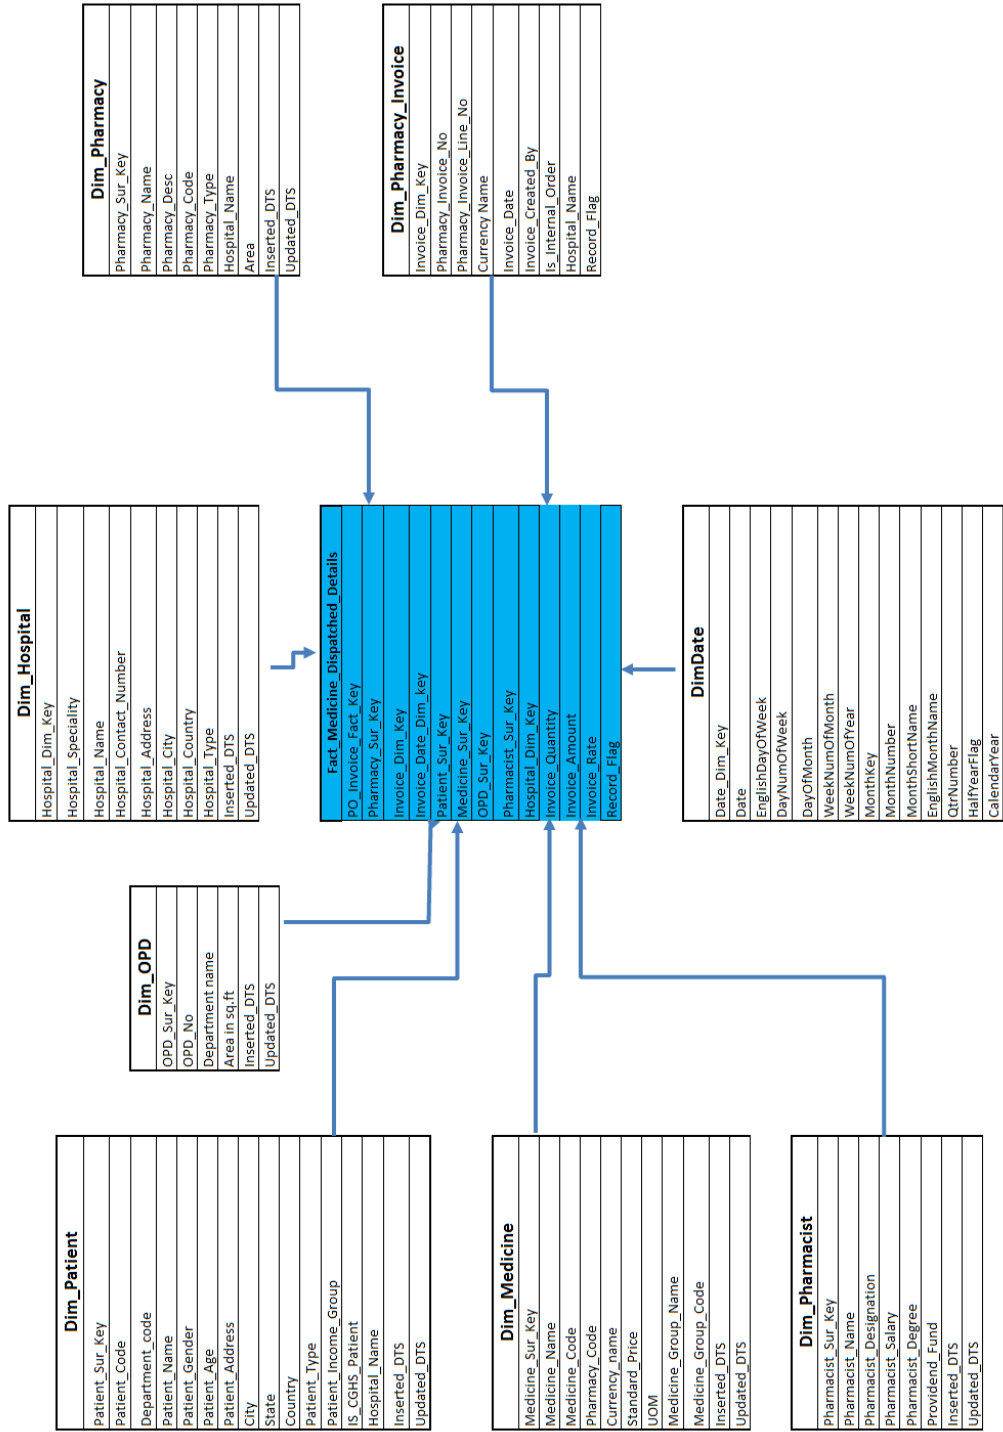 Dim_Patient
Patient_Sur_Key
Patient_Code
Department_code
Patient_Name
Patient_Gender
Patient_Age
Patient_Address
City
State
Country
Patient_Type
Patient_Income_Group
IS_CGHS_Patient
Hospital_Name
Inserted_DTS
Updated_DTS
Dim_OPD
OPD_Sur_Key
OPD_No
Department name
Area in sq.ft
Inserted_DTS
Updated_DTS
Dim_Hospital
Hospital_Dim_Key
Hospital_Speciality
Hospital_Name
Hospital_Contact_Number
Hospital_Address
Hospital_City
Hospital_Country
Hospital_Type
Inserted_DTS
Updated_DTS
Dim_Pharmacy
Pharmacy_Sur_Key
Pharmacy_Name
Pharmacy_Desc
Pharmacy_Code
Pharmacy_Type
Hospital_Name
Area
Inserted_DTS
Updated_DTS
Dim_Medicine
Medicine_Sur_Key
Medicine_Name
Medicine_Code
Pharmacy_Code
Currency_name
Standard_Price
UOM
Medicine_Group_Name
Medicine_Group_Code
Inserted_DTS
Updated_DTS
Fact_Medicine_Dispatched_Details
PO_Invoice_Fact_Key
Pharmacy_Sur_Key
Invoice_Dim_Key
Invoice_Date_Dim_key
Patient_Sur_Key
Medicine_Sur_Key
OPD_Sur_Key
Pharmacist_Sur_Key
Hospital_Dim_Key
Invoice_Quantity
Invoice_Amount
Invoice_Rate
Record_Flag
Dim_Pharmacy_Invoice
Invoice_Dim_Key
Pharmacy_Invoice_No
Pharmacy_Invoice_Line_No
Currency Name
Invoice_Date
Invoice_Created_By
Is_Internal_Order
Hospital_Name
Record_Flag
Dim_Pharmacist
Pharmacist_Sur_Key
Pharmacist_Name
Pharmacist_Designation
Pharmacist_Salary
Pharmacist_Degree
Providend_Fund
Inserted_DTS
Updated_DTS
DimDate
Date_Dim_Key
Date
EnglishDayOfWeek
DayNumOfWeek
DayOfMonth
WeekNumOfMonth
WeekNumOfYear
MonthKey
MonthNumber
MonthShortName
EnglishMonthName
QtrNumber
HalfYearFlag
CalendarYear